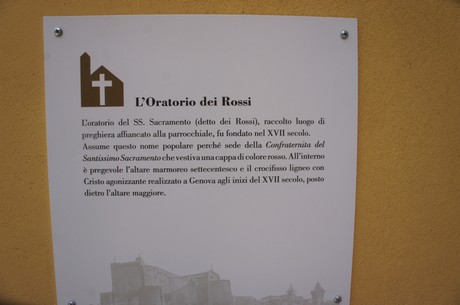 L'Oratorio dei Rossi
L'oratorio del SS. Sacramento (detto dei Rossi), raccolto luogo di
preghiera affiancato alla parrocchiale, fu fondato nel XVII secolo.
Assume questo nome popolare perché sede della Confraternita del
Santissimo Sacramento che vestiva una cappa di colore rosso. All'interno
è pregevole l'altare marmoreo settecentesco e il crocifisso ligneo con
Cristo agonizzante realizzato a Genova agli inizi del XVII secolo, posto
dietro l'altare maggiore.